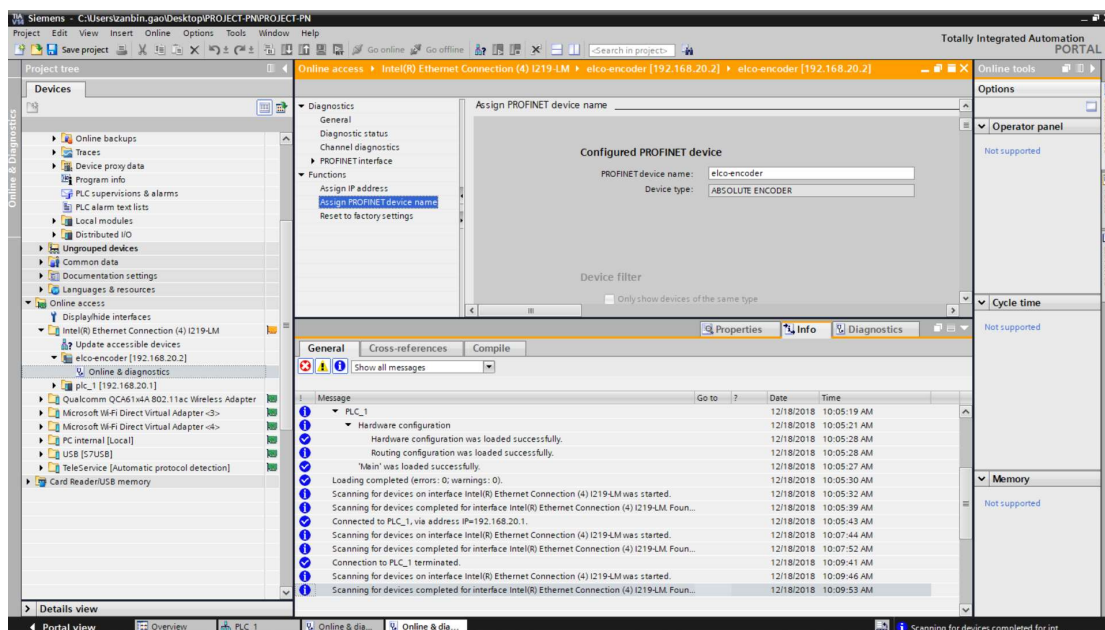 Siemens - C:\Users\zanbin.gao\Desktop\PROJECT-PN\PROJECT-PN
Project Edit View Insert Online Options Tools Window Help
Totally Integrated Automation
PORTAL
Save project
Go online
Go offline
<Search in project>
Project tree
Online access ▸ Intel(R) Ethernet Connection (4) I219-LM ▸ elco-encoder [192.168.20.2] ▸ elco-encoder [192.168.20.2]
Online tools
Devices
Options
Online & Diagnostics
Online backups
Traces
Device proxy data
Program info
PLC supervisions & alarms
PLC alarm text lists
Local modules
Distributed I/O
Ungrouped devices
Common data
Documentation settings
Languages & resources
Online access
Display/hide interfaces
Intel(R) Ethernet Connection (4) I219-LM
Update accessible devices
elco-encoder [192.168.20.2]
Online & diagnostics
plc_1 [192.168.20.1]
Qualcomm QCA61x4A 802.11ac Wireless Adapter
Microsoft Wi-Fi Direct Virtual Adapter <3>
Microsoft Wi-Fi Direct Virtual Adapter <4>
PC internal [Local]
USB [S7USB]
TeleService [Automatic protocol detection]
Card Reader/USB memory
Details view
Diagnostics
General
Diagnostic status
Channel diagnostics
PROFINET interface
Functions
Assign IP address
Assign PROFINET device name
Reset to factory settings
Assign PROFINET device name
Configured PROFINET device
PROFINET device name: elco-encoder
Device type: ABSOLUTE ENCODER
Device filter
Only show devices of the same type
Operator panel
Not supported
Cycle time
Not supported
Memory
Not supported
Properties Info Diagnostics
General Cross-references Compile
Show all messages
! Message Go to ? Date Time
PLC_1 12/18/2018 10:05:19 AM
Hardware configuration 12/18/2018 10:05:21 AM
Hardware configuration was loaded successfully. 12/18/2018 10:05:28 AM
Routing configuration was loaded successfully. 12/18/2018 10:05:28 AM
'Main' was loaded successfully. 12/18/2018 10:05:27 AM
Loading completed (errors: 0; warnings: 0). 12/18/2018 10:05:30 AM
Scanning for devices on interface Intel(R) Ethernet Connection (4) I219-LM was started. 12/18/2018 10:05:32 AM
Scanning for devices completed for interface Intel(R) Ethernet Connection (4) I219-LM. Foun... 12/18/2018 10:05:39 AM
Connected to PLC_1, via address IP=192.168.20.1. 12/18/2018 10:05:43 AM
Scanning for devices on interface Intel(R) Ethernet Connection (4) I219-LM was started. 12/18/2018 10:07:44 AM
Scanning for devices completed for interface Intel(R) Ethernet Connection (4) I219-LM. Foun... 12/18/2018 10:07:52 AM
Connection to PLC_1 terminated. 12/18/2018 10:09:41 AM
Scanning for devices on interface Intel(R) Ethernet Connection (4) I219-LM was started. 12/18/2018 10:09:46 AM
Scanning for devices completed for interface Intel(R) Ethernet Connection (4) I219-LM. Foun... 12/18/2018 10:09:53 AM
Portal view Overview PLC_1 Online & dia... Online & dia... Scanning for devices completed for int